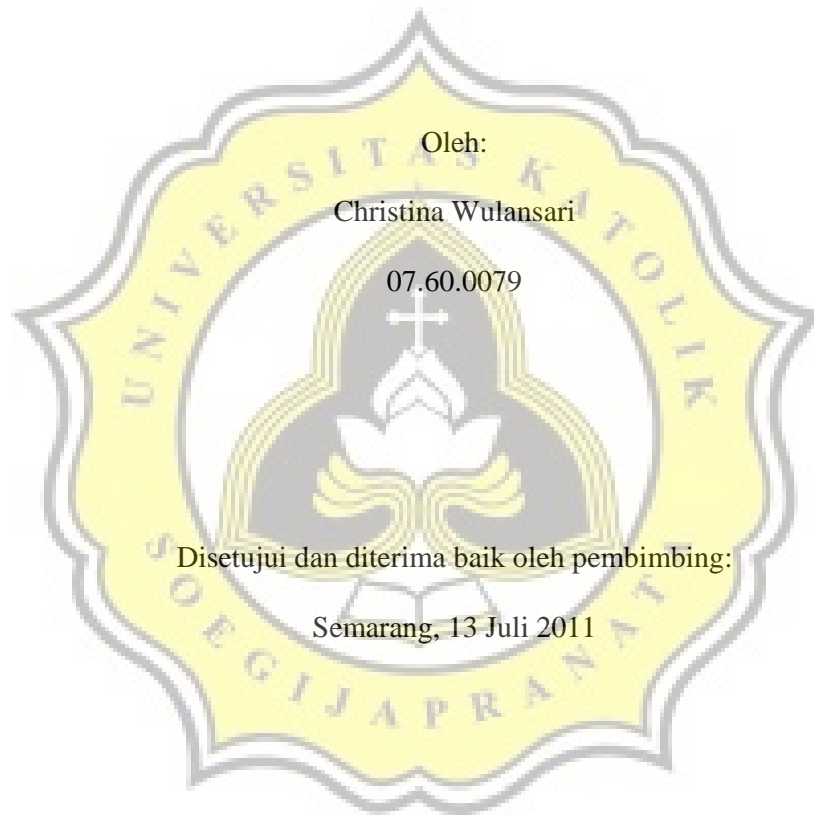 Oleh:
Christina Wulansari
07.60.0079
Disetujui dan diterima baik oleh pembimbing:
Semarang, 13 Juli 2011
UNIVERSITAS KATOLIK
SOEGIJAPRANATA